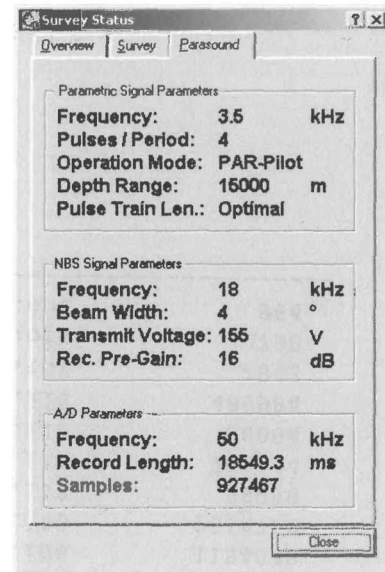 Survey Status
? ×
Overview Survey Parasound
Parametric Signal Parameters
Frequency: 3.5 kHz
Pulses / Period: 4
Operation Mode: PAR-Pilot
Depth Range: 15000 m
Pulse Train Len.: Optimal
NBS Signal Parameters
Frequency: 18 kHz
Beam Width: 4 °
Transmit Voltage: 155 V
Rec. Pre-Gain: 16 dB
A/D Parameters
Frequency: 50 kHz
Record Length: 18549.3 ms
Samples: 927467
Close